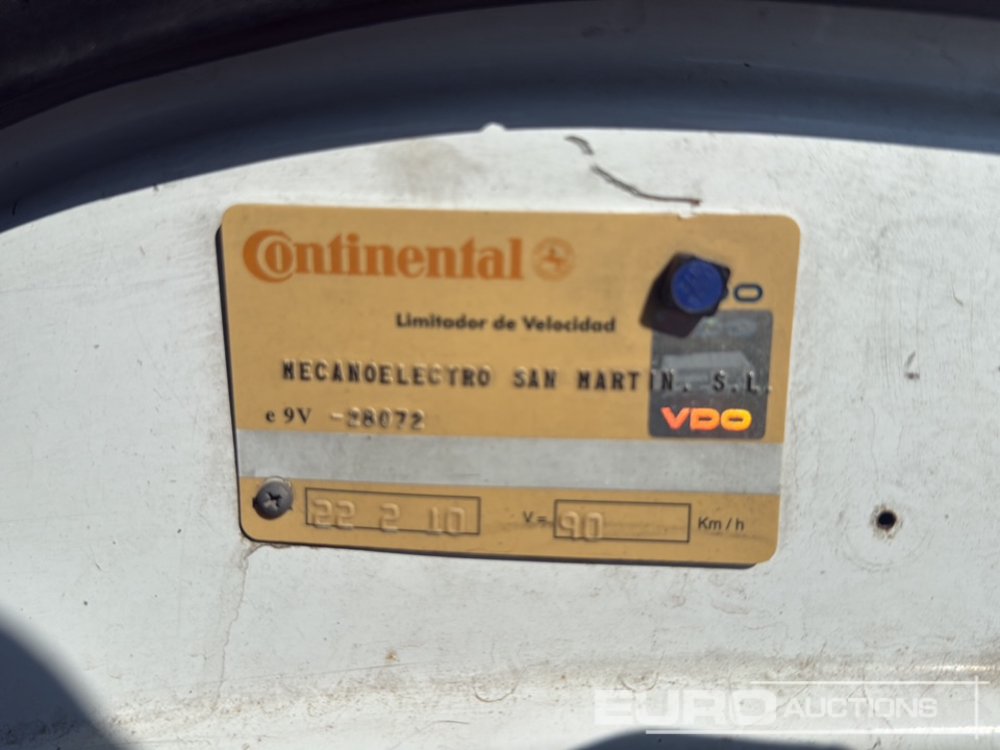 Continental
Limitador de Velocidad
MECANOELECTRO SAN MARTIN. S.L.
e 9V -28072
VDO
22 2 10 V= 90 Km/h
EURO AUCTIONS